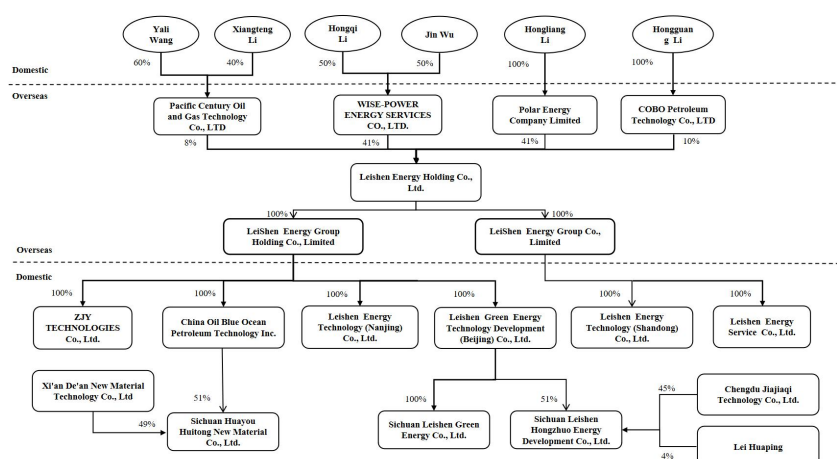 Yali
Wang
Xiangteng
Li
Hongqi
Li
Jin Wu
Hongliang
Li
Hongguan
g Li
60%
40%
50%
50%
100%
100%
Domestic
Overseas
Pacific Century Oil
and Gas Technology
Co., LTD
WISE-POWER
ENERGY SERVICES
CO., LTD.
Polar Energy
Company Limited
COBO Petroleum
Technology Co., LTD
8%
41%
41%
10%
Leishen Energy Holding Co.,
Ltd.
100%
100%
LeiShen Energy Group
Holding Co., Limited
LeiShen Energy Group Co.,
Limited
Overseas
Domestic
100%
100%
100%
100%
100%
100%
ZJY
TECHNOLOGIES
Co., Ltd.
China Oil Blue Ocean
Petroleum Technology Inc.
Leishen Energy
Technology (Nanjing)
Co., Ltd.
Leishen Green Energy
Technology Development
(Beijing) Co., Ltd.
Leishen Energy
Technology (Shandong)
Co., Ltd.
Leishen Energy
Service Co., Ltd.
Xi'an De'an New Material
Technology Co., Ltd
51%
49%
Sichuan Huayou
Huitong New Material
Co., Ltd.
100%
51%
Sichuan Leishen Green
Energy Co., Ltd.
Sichuan Leishen
Hongzhuo Energy
Development Co., Ltd.
45%
Chengdu Jiajiaqi
Technology Co., Ltd.
4%
Lei Huaping